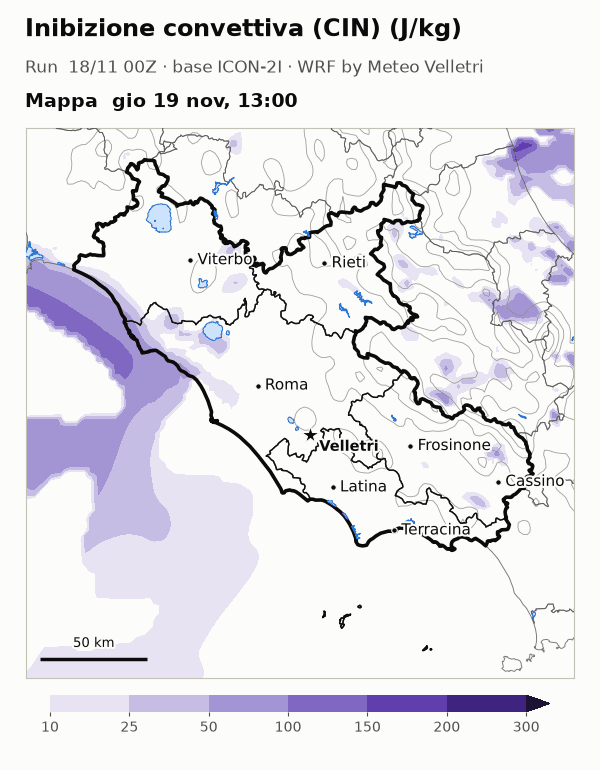 Inibizione convettiva (CIN) (J/kg)
Run 18/11 00Z · base ICON-2I · WRF by Meteo Velletri
Mappa gio 19 nov, 13:00
Viterbo
Rieti
Roma
Velletri
Frosinone
Cassino
Latina
Terracina
50 km
10 25 50 100 150 200 300